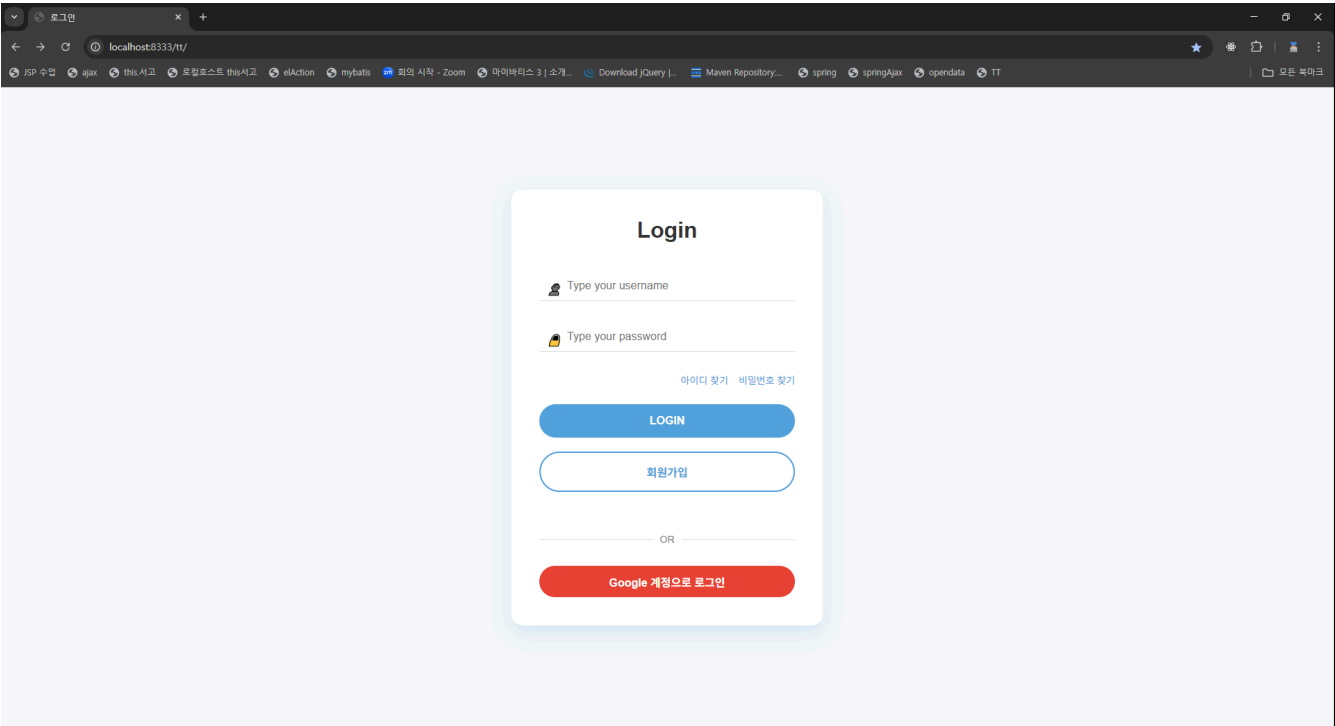 로그인
localhost:8333/tt/
JSP 수업 ajax this.서고 로컬호스트 this서고 elAction mybatis zm 회의 시작 - Zoom 마이바티스 3 | 소개... Download jQuery |... Maven Repository:... spring springAjax opendata TT 모든 북마크
Login
Type your username
Type your password
아이디 찾기 비밀번호 찾기
LOGIN
회원가입
OR
Google 계정으로 로그인